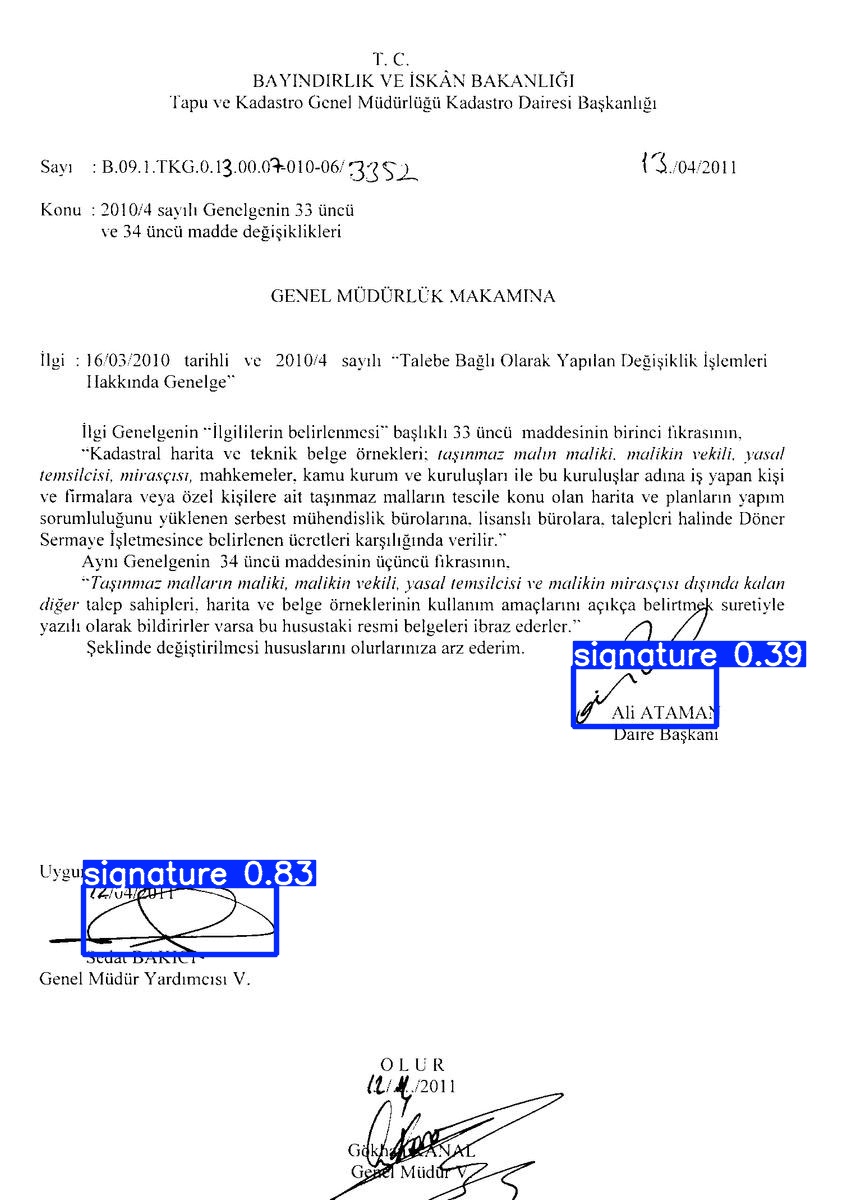 T. C.
BAYINDIRLIK VE İSKÂN BAKANLIĞI
Tapu ve Kadastro Genel Müdürlüğü Kadastro Dairesi Başkanlığı
Sayı : B.09.1.TKG.0.13.00.07-010-06/3352 13./04/2011
Konu : 2010/4 sayılı Genelgenin 33 üncü
ve 34 üncü madde değişiklikleri
GENEL MÜDÜRLÜK MAKAMINA
İlgi : 16/03/2010 tarihli ve 2010/4 sayılı “Talebe Bağlı Olarak Yapılan Değişiklik İşlemleri
Hakkında Genelge”
İlgi Genelgenin “İlgililerin belirlenmesi” başlıklı 33 üncü maddesinin birinci fıkrasının,
“Kadastral harita ve teknik belge örnekleri; taşınmaz malın maliki, malikin vekili, yasal
temsilcisi, mirasçısı, mahkemeler, kamu kurum ve kuruluşları ile bu kuruluşlar adına iş yapan kişi
ve firmalara veya özel kişilere ait taşınmaz malların tescile konu olan harita ve planların yapım
sorumluluğunu yüklenen serbest mühendislik bürolarına, lisanslı bürolara, talepleri halinde Döner
Sermaye İşletmesince belirlenen ücretleri karşılığında verilir.”
Aynı Genelgenin 34 üncü maddesinin üçüncü fıkrasının,
“Taşınmaz malların maliki, malikin vekili, yasal temsilcisi ve malikin mirasçısı dışında kalan
diğer talep sahipleri, harita ve belge örneklerinin kullanım amaçlarını açıkça belirtmek suretiyle
yazılı olarak bildirirler varsa bu husustaki resmi belgeleri ibraz ederler.”
Şeklinde değiştirilmesi hususlarını olurlarınıza arz ederim.
signature 0.39
Ali ATAMAN
Daire Başkanı
Uygu
signature 0.83
12/04/2011
Sedat BAKICI
Genel Müdür Yardımcısı V.
O L U R
12/4./2011
Gökhan KANAL
Genel Müdür V.